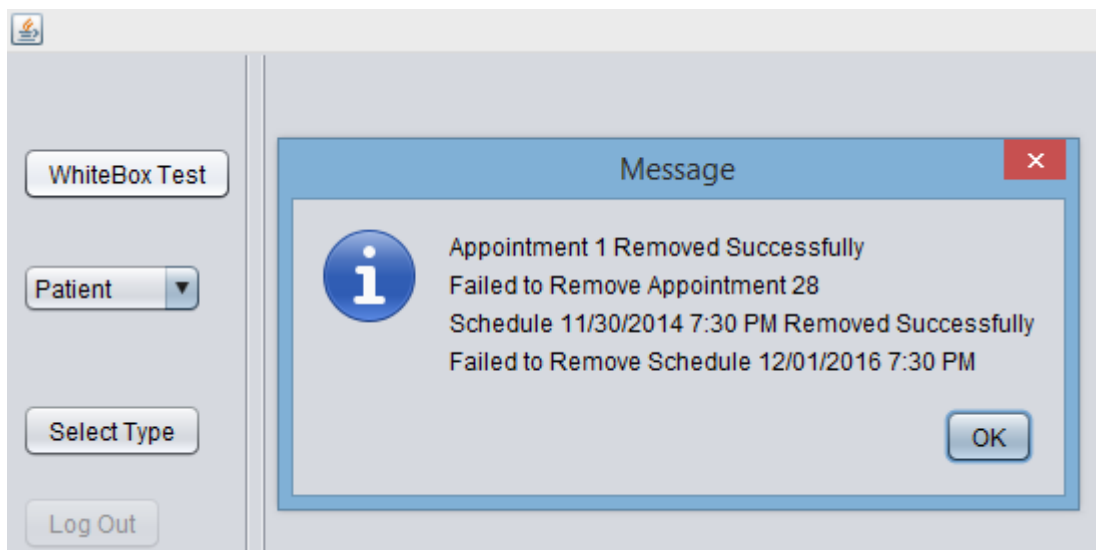 WhiteBox Test
Patient
Select Type
Log Out
Message
Appointment 1 Removed Successfully
Failed to Remove Appointment 28
Schedule 11/30/2014 7:30 PM Removed Successfully
Failed to Remove Schedule 12/01/2016 7:30 PM
OK